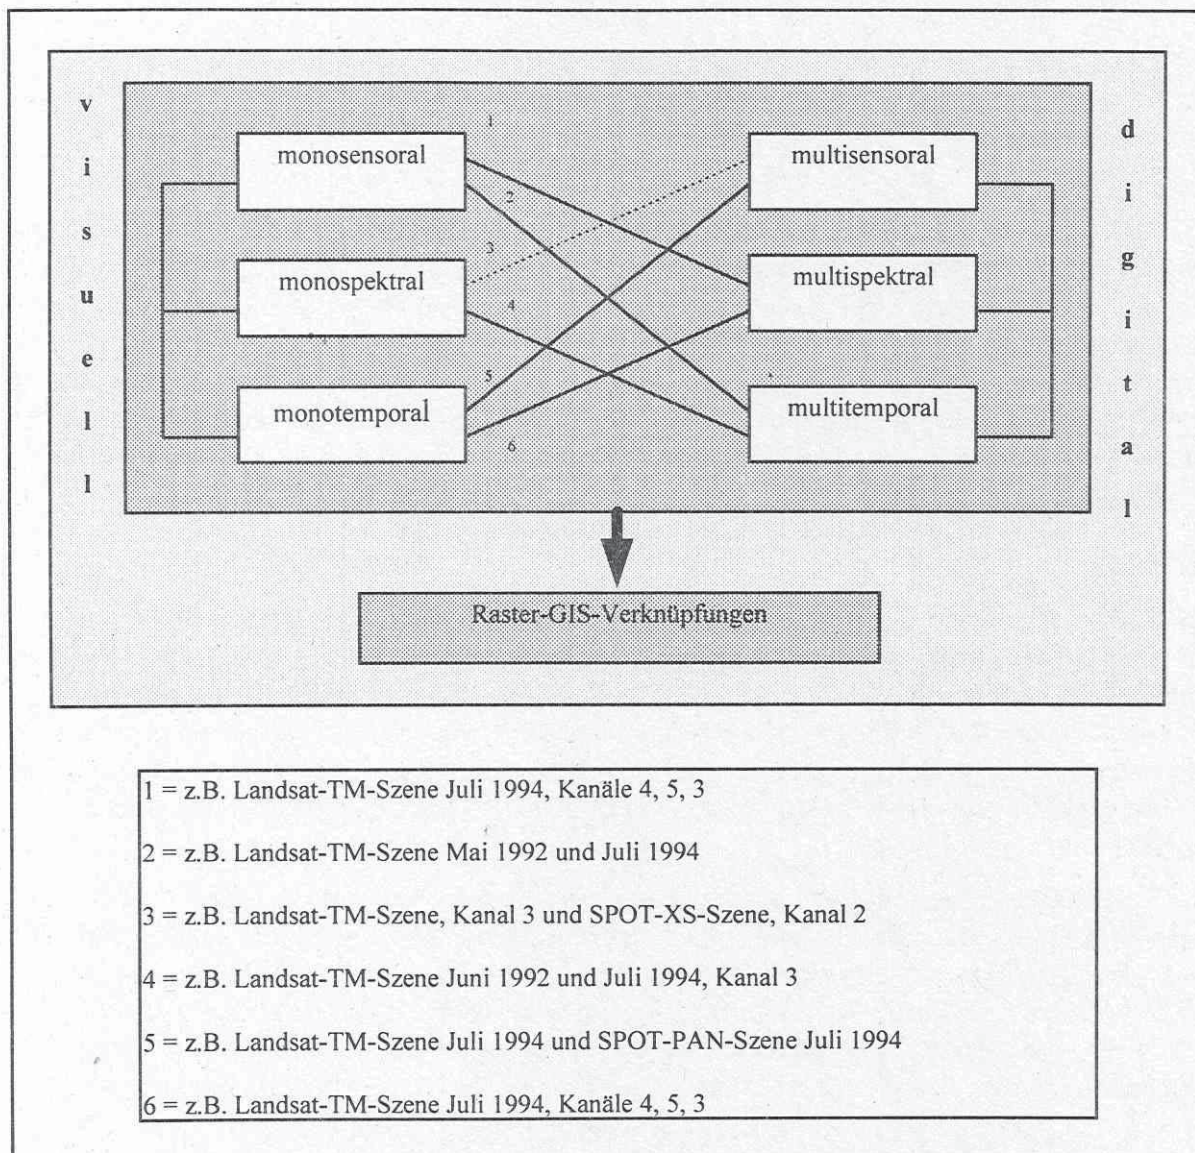 visuell
digital
1
monosensoral
multisensoral
2
3
monospektral
multispektral
4
5
monotemporal
multitemporal
6
Raster-GIS-Verknüpfungen
1 = z.B. Landsat-TM-Szene Juli 1994, Kanäle 4, 5, 3
2 = z.B. Landsat-TM-Szene Mai 1992 und Juli 1994
3 = z.B. Landsat-TM-Szene, Kanal 3 und SPOT-XS-Szene, Kanal 2
4 = z.B. Landsat-TM-Szene Juni 1992 und Juli 1994, Kanal 3
5 = z.B. Landsat-TM-Szene Juli 1994 und SPOT-PAN-Szene Juli 1994
6 = z.B. Landsat-TM-Szene Juli 1994, Kanäle 4, 5, 3